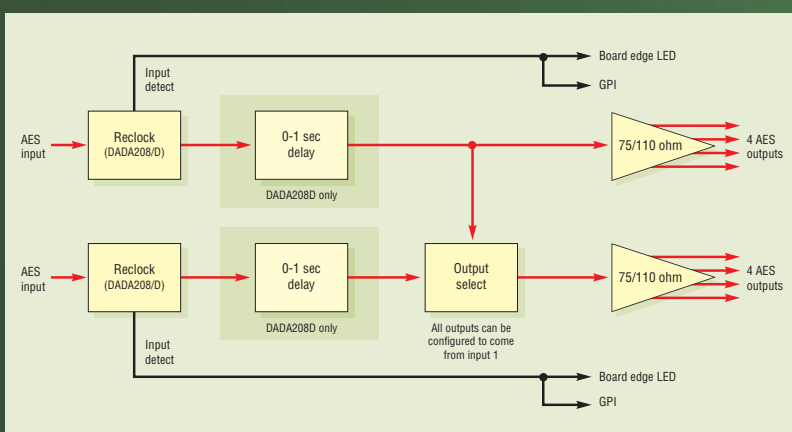 Board edge LED
GPI
Input
detect
AES
input
Reclock
(DADA208/D)
0-1 sec
delay
DADA208D only
75/110 ohm
4 AES
outputs
AES
input
Reclock
(DADA208/D)
0-1 sec
delay
DADA208D only
Output
select
All outputs can be
configured to come
from input 1
75/110 ohm
4 AES
outputs
Input
detect
Board edge LED
GPI